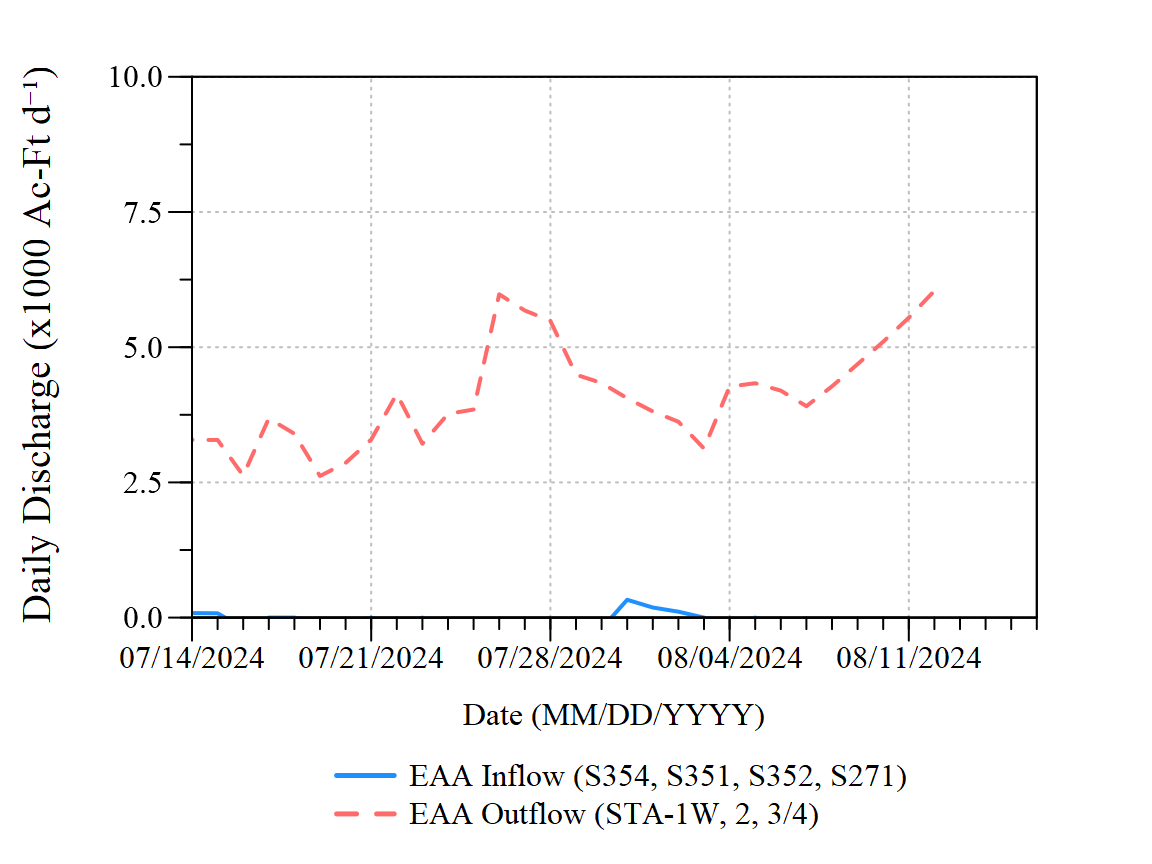 Daily Discharge (x1000 Ac-Ft d⁻¹)
10.0
7.5
5.0
2.5
0.0
07/14/2024 07/21/2024 07/28/2024 08/04/2024 08/11/2024
Date (MM/DD/YYYY)
EAA Inflow (S354, S351, S352, S271)
EAA Outflow (STA-1W, 2, 3/4)